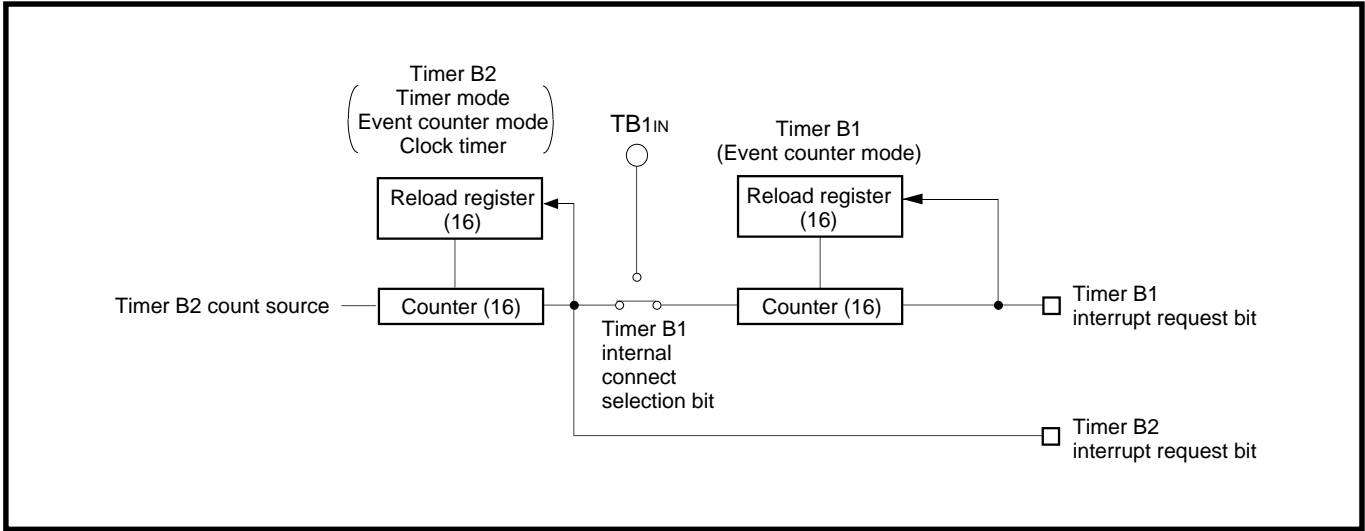 Timer B2
Timer mode
Event counter mode
Clock timer
TB1IN
Timer B1
(Event counter mode)
Reload register
(16)
Reload register
(16)
Timer B2 count source
Counter (16)
Counter (16)
Timer B1
interrupt request bit
Timer B1
internal
connect
selection bit
Timer B2
interrupt request bit